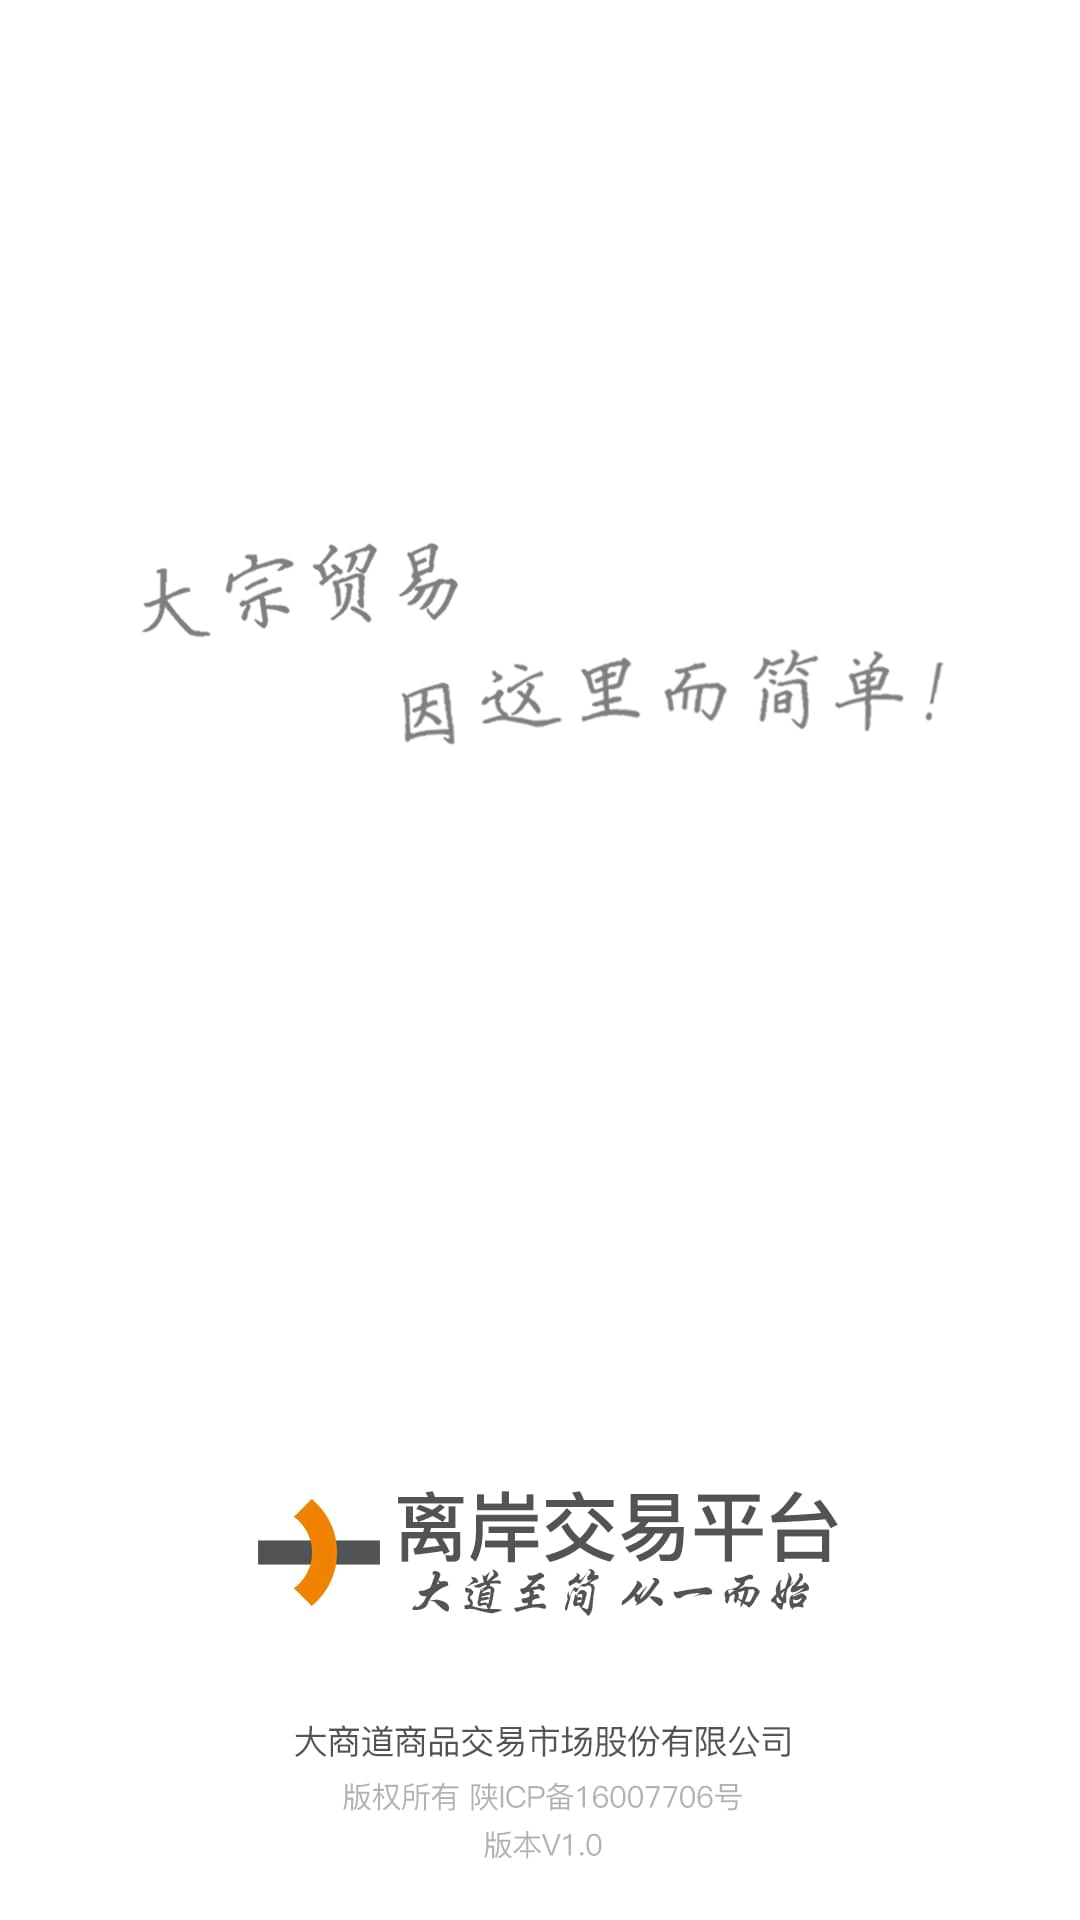 大宗贸易
因这里而简单!
离岸交易平台
大道至简 从一而始
大商道商品交易市场股份有限公司
版权所有 陕ICP备16007706号
版本V1.0